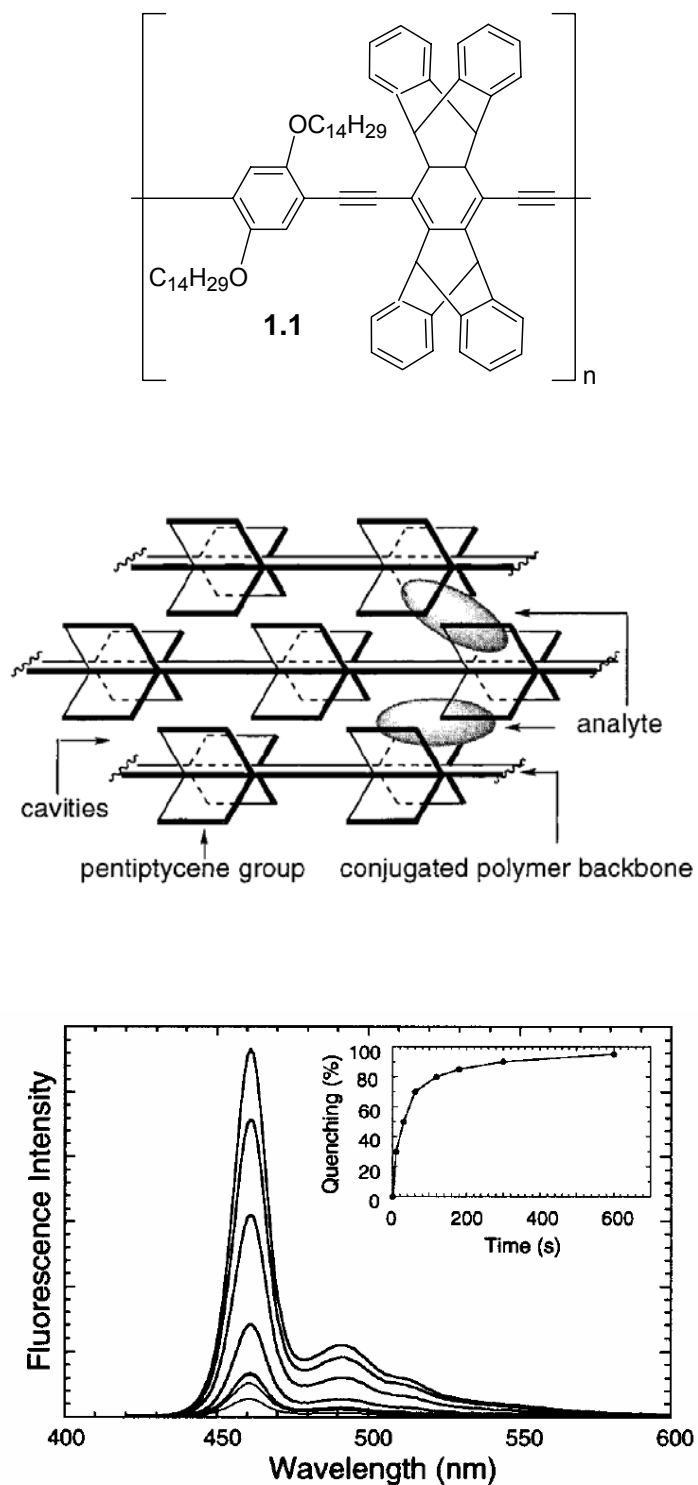 OC14H29
C14H29O
1.1
n
analyte
cavities
pentiptycene group
conjugated polymer backbone
Fluorescence Intensity
Quenching (%)
100
80
60
40
20
0
0
200
400
600
Time (s)
400
450
500
550
600
Wavelength (nm)